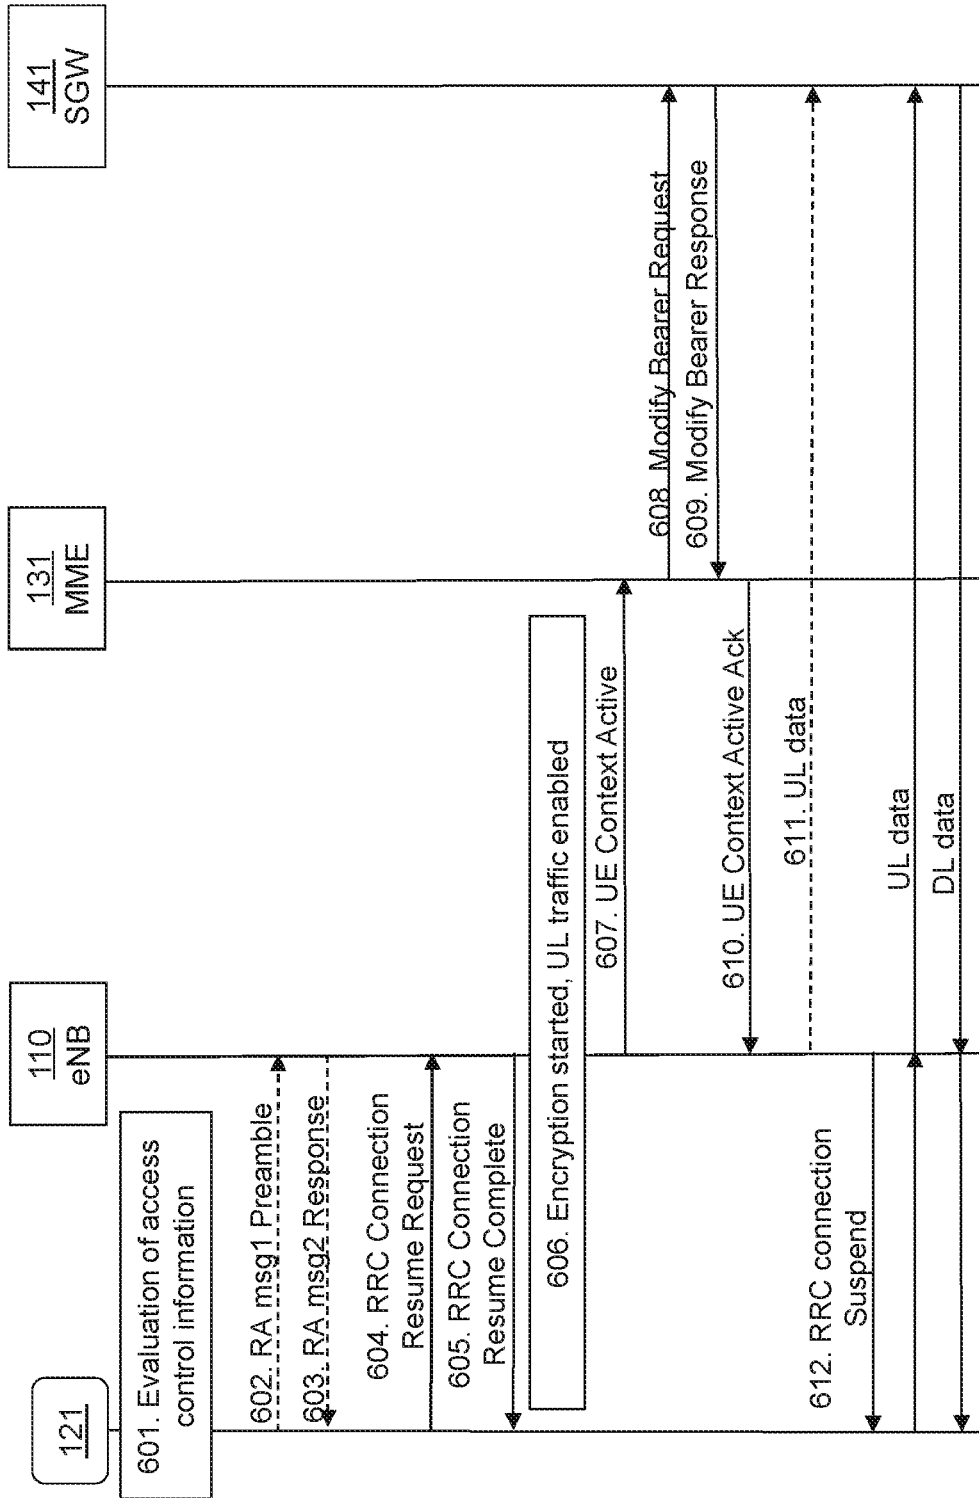 121
110
eNB
131
MME
141
SGW
601. Evaluation of access
control information
602. RA msg1 Preamble
603. RA msg2 Response
604. RRC Connection
Resume Request
605. RRC Connection
Resume Complete
606. Encryption started, UL traffic enabled
607. UE Context Active
608. Modify Bearer Request
609. Modify Bearer Response
610. UE Context Active Ack
611. UL data
612. RRC connection
Suspend
UL data
DL data